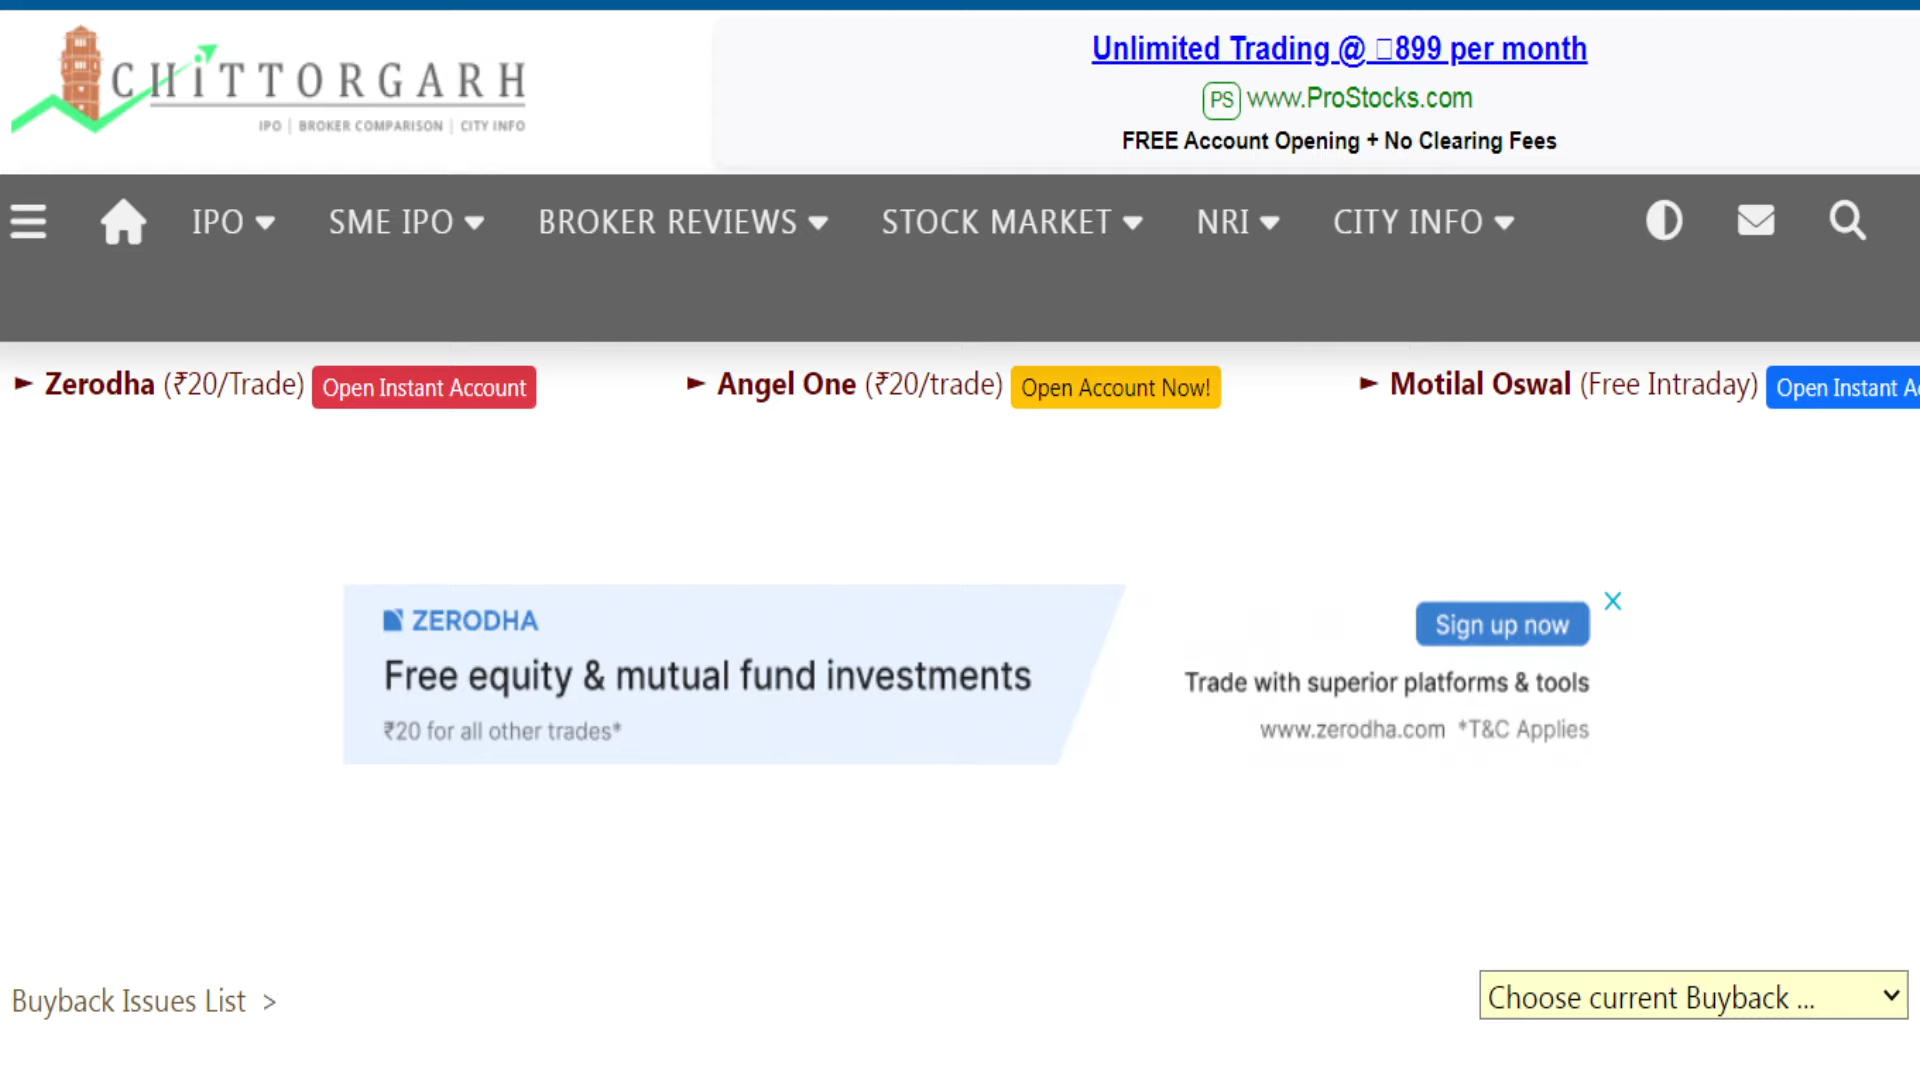 CHiTTORGARH
IPO | BROKER COMPARISON | CITY INFO
Unlimited Trading @ □899 per month
PS www.ProStocks.com
FREE Account Opening + No Clearing Fees
IPO SME IPO BROKER REVIEWS STOCK MARKET NRI CITY INFO
► Zerodha (₹20/Trade) Open Instant Account ► Angel One (₹20/trade) Open Account Now! ► Motilal Oswal (Free Intraday) Open Instant Ac
ZERODHA
Free equity & mutual fund investments
₹20 for all other trades*
Sign up now
Trade with superior platforms & tools
www.zerodha.com *T&C Applies
Buyback Issues List >
Choose current Buyback ...